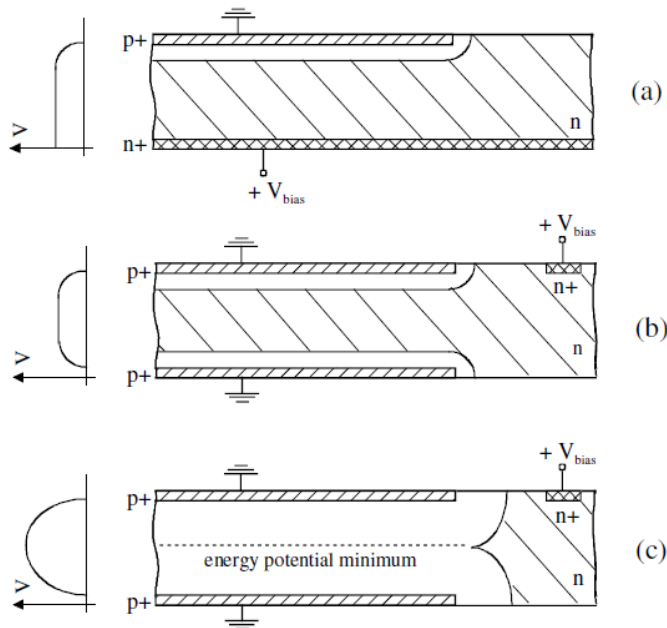 p+
(a)
V
n
n+
+ V_bias
+ V_bias
p+
n+
(b)
V
n
p+
+ V_bias
p+
n+
energy potential minimum
(c)
V
n
p+